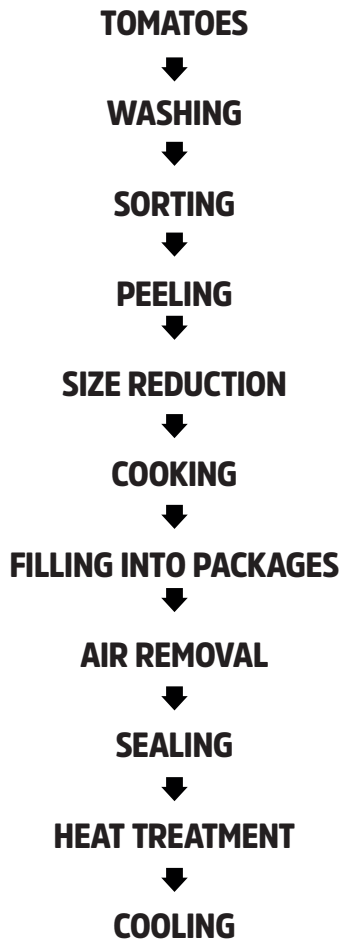 TOMATOES
WASHING
SORTING
PEELING
SIZE REDUCTION
COOKING
FILLING INTO PACKAGES
AIR REMOVAL
SEALING
HEAT TREATMENT
COOLING